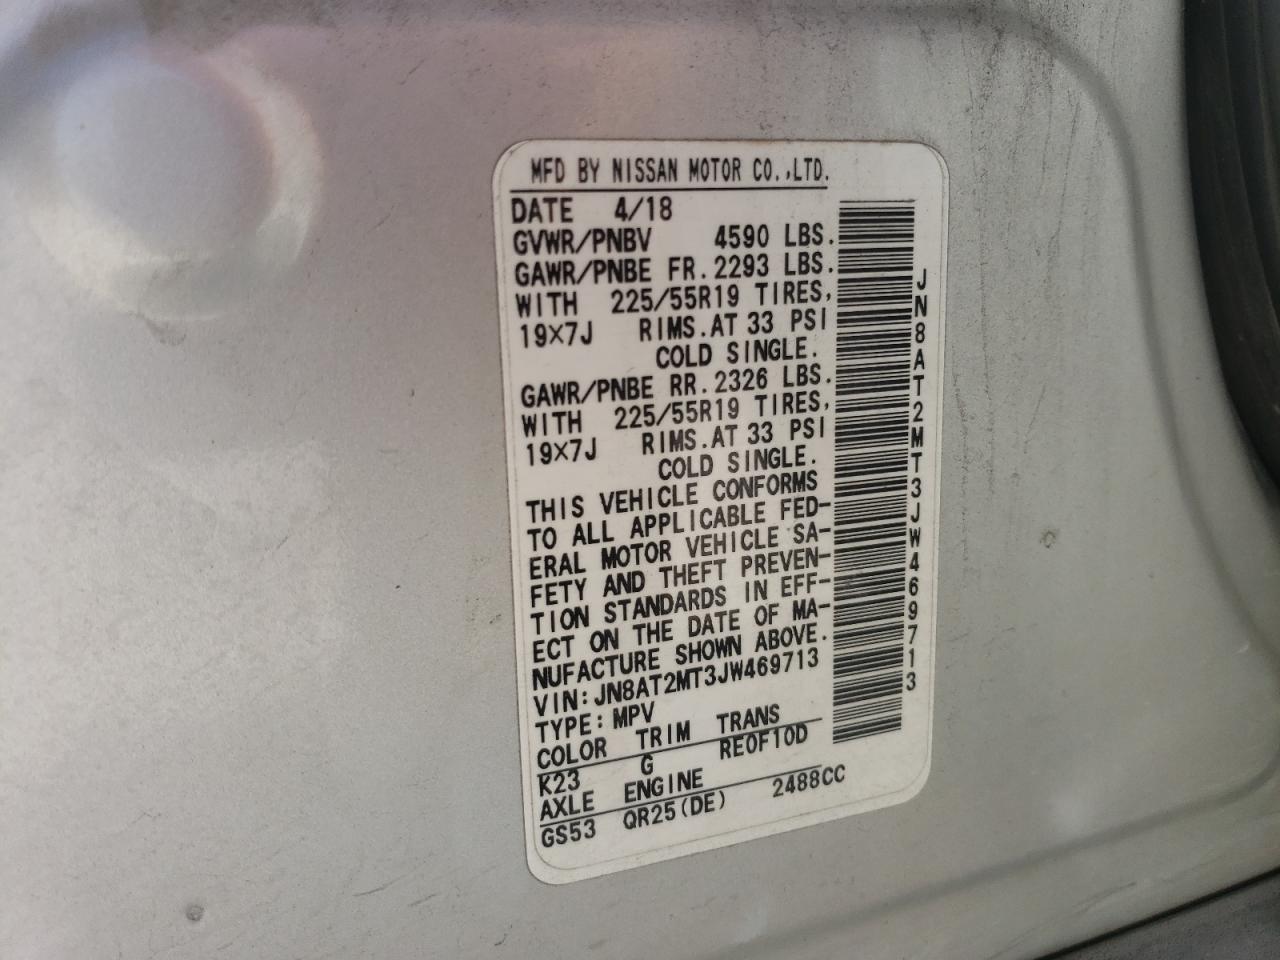 MFD BY NISSAN MOTOR CO.,LTD.
DATE 4/18
GVWR/PNBV 4590 LBS.
GAWR/PNBE FR.2293 LBS.
WITH 225/55R19 TIRES,
19×7J RIMS.AT 33 PSI
COLD SINGLE.
GAWR/PNBE RR.2326 LBS.
WITH 225/55R19 TIRES,
19×7J RIMS.AT 33 PSI
COLD SINGLE.
THIS VEHICLE CONFORMS
TO ALL APPLICABLE FED-
ERAL MOTOR VEHICLE SA-
FETY AND THEFT PREVEN-
TION STANDARDS IN EFF-
ECT ON THE DATE OF MA-
NUFACTURE SHOWN ABOVE.
VIN:JN8AT2MT3JW469713
TYPE:MPV
COLOR TRIM TRANS
K23 G RE0F10D
AXLE ENGINE
GS53 QR25(DE) 2488CC
JN8AT2MT3JW469713